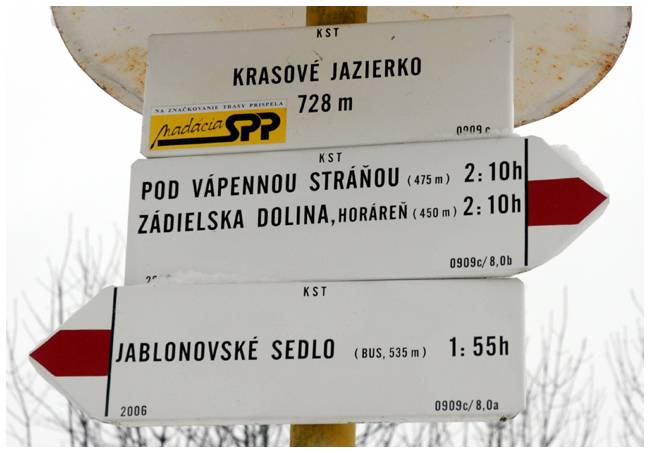 KST
KRASOVÉ JAZIERKO
728 m
NA ZNAČKOVANIE TRASY PRISPELA
Nadácia SPP
0909 c
KST
POD VÁPENNOU STRÁŇOU (475 m) 2:10h
ZÁDIELSKA DOLINA, HORÁREŇ (450 m) 2:10h
0909c/8,0b
KST
JABLONOVSKÉ SEDLO (BUS, 535 m) 1:55h
2006
0909c/8,0a